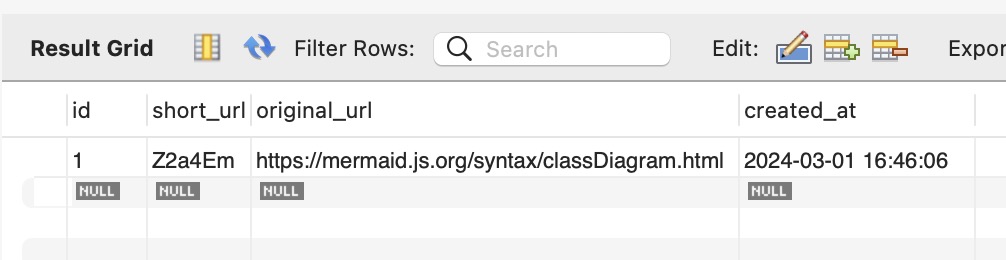 Result Grid Filter Rows: Search Edit: Expor
id short_url original_url created_at
1 Z2a4Em https://mermaid.js.org/syntax/classDiagram.html 2024-03-01 16:46:06
NULL NULL NULL NULL